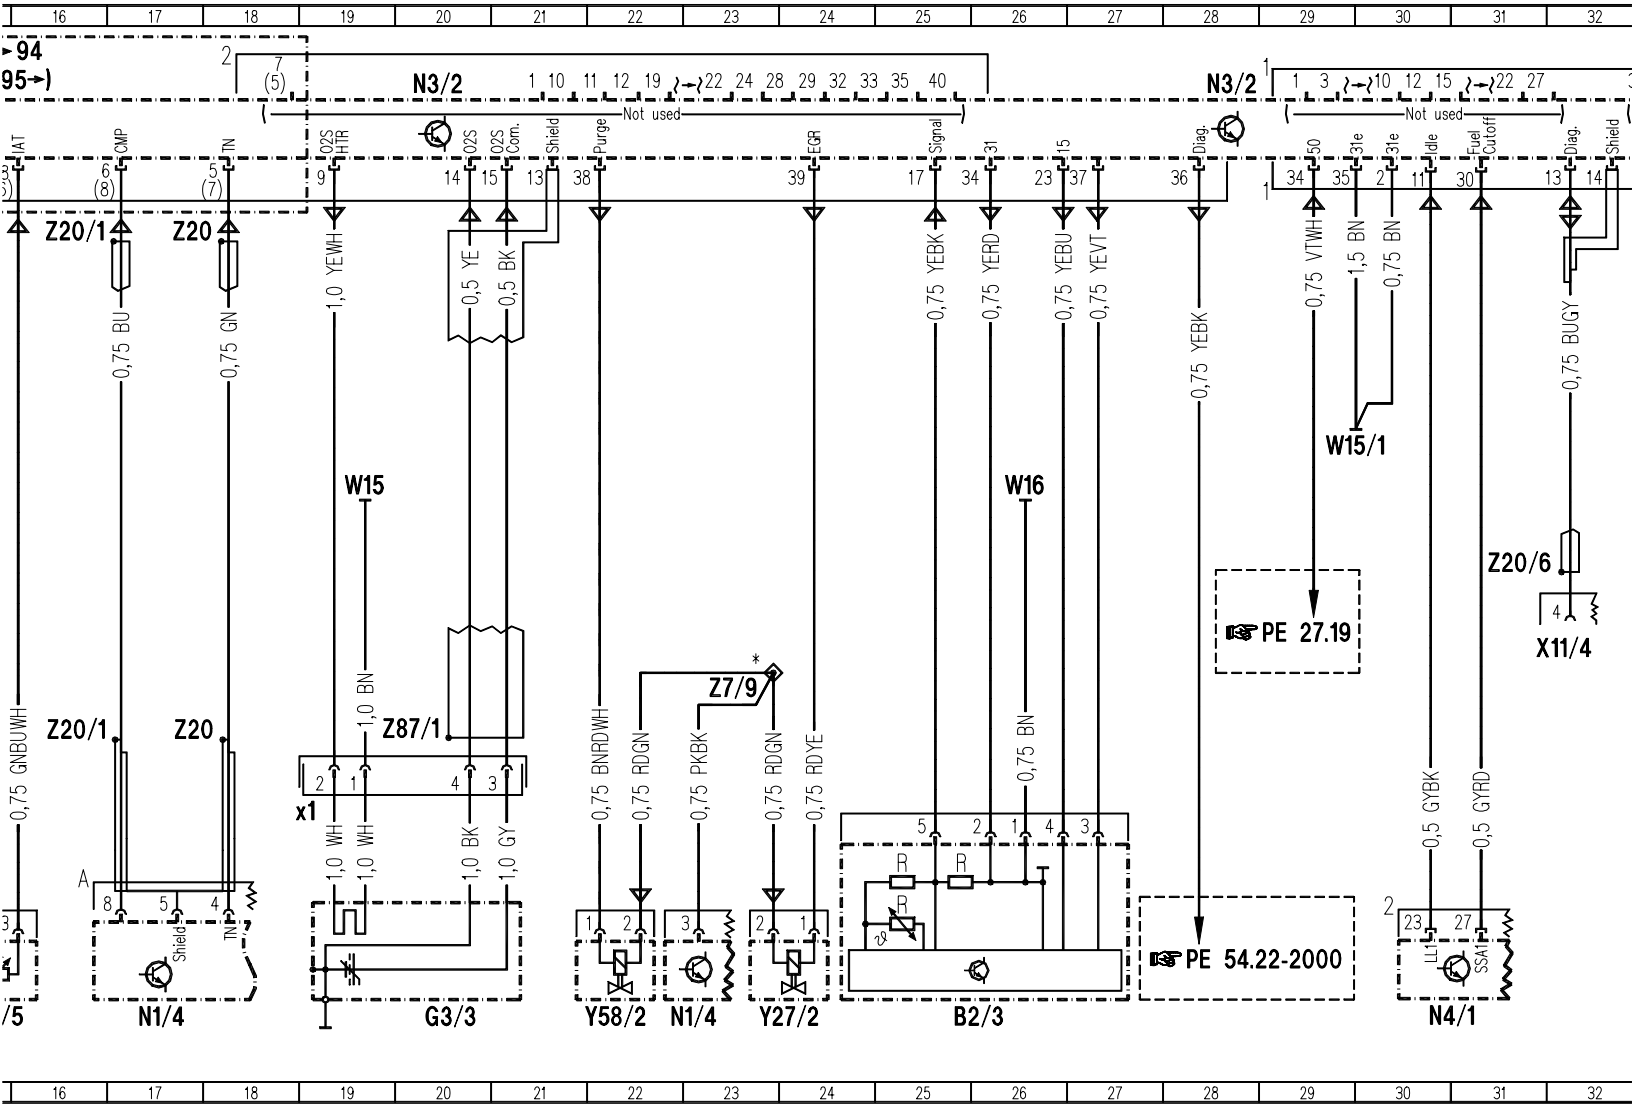 16 17 18 19 20 21 22 23 24 25 26 27 28 29 30 31 32
94
95→)
2
7
(5)
N3/2
1 10 11 12 19 22 24 28 29 32 33 35 40
Not used
N3/2
1
1 3 10 12 15 22 27
Not used
IAT
CMP
TN
O2S HTR
O2S
O2S Com.
Shield
Purge
EGR
Signal
31
15
Diag.
50
31e
31e
Idle
Fuel Cutoff
Diag.
Shield
6
(8)
5
(7)
9
14
15
13
38
39
17
34
23
37
36
1
34
35
2
11
30
13
14
Z20/1
Z20
0,75 BU
0,75 GN
1,0 YEWH
0,5 YE
0,5 BK
0,75 YEBK
0,75 YERD
0,75 YEBU
0,75 YEVT
0,75 YEBK
0,75 VTWH
1,5 BN
0,75 BN
0,75 BUGY
W15/1
W15
W16
Z20/6
4
X11/4
PE 27.19
*
Z7/9
Z20/1
Z20
Z87/1
0,75 GNBUWH
1,0 BN
0,75 BNRDWH
0,75 RDGN
0,75 PKBK
0,75 RDGN
0,75 RDYE
0,75 BN
0,5 GYBK
0,5 GYRD
2 1 4 3
x1
1,0 WH
1,0 WH
1,0 BK
1,0 GY
5 2 1 4 3
R R
R
ϑ
A
8 5 4
Shield
TN
3
1 2
3
2 1
2
23 27
LL1
SSA1
PE 54.22-2000
/5
N1/4
G3/3
Y58/2
N1/4
Y27/2
B2/3
N4/1
16 17 18 19 20 21 22 23 24 25 26 27 28 29 30 31 32